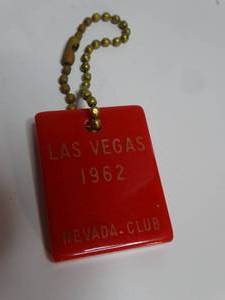 LAS VEGAS
1962
NEVADA-CLUB